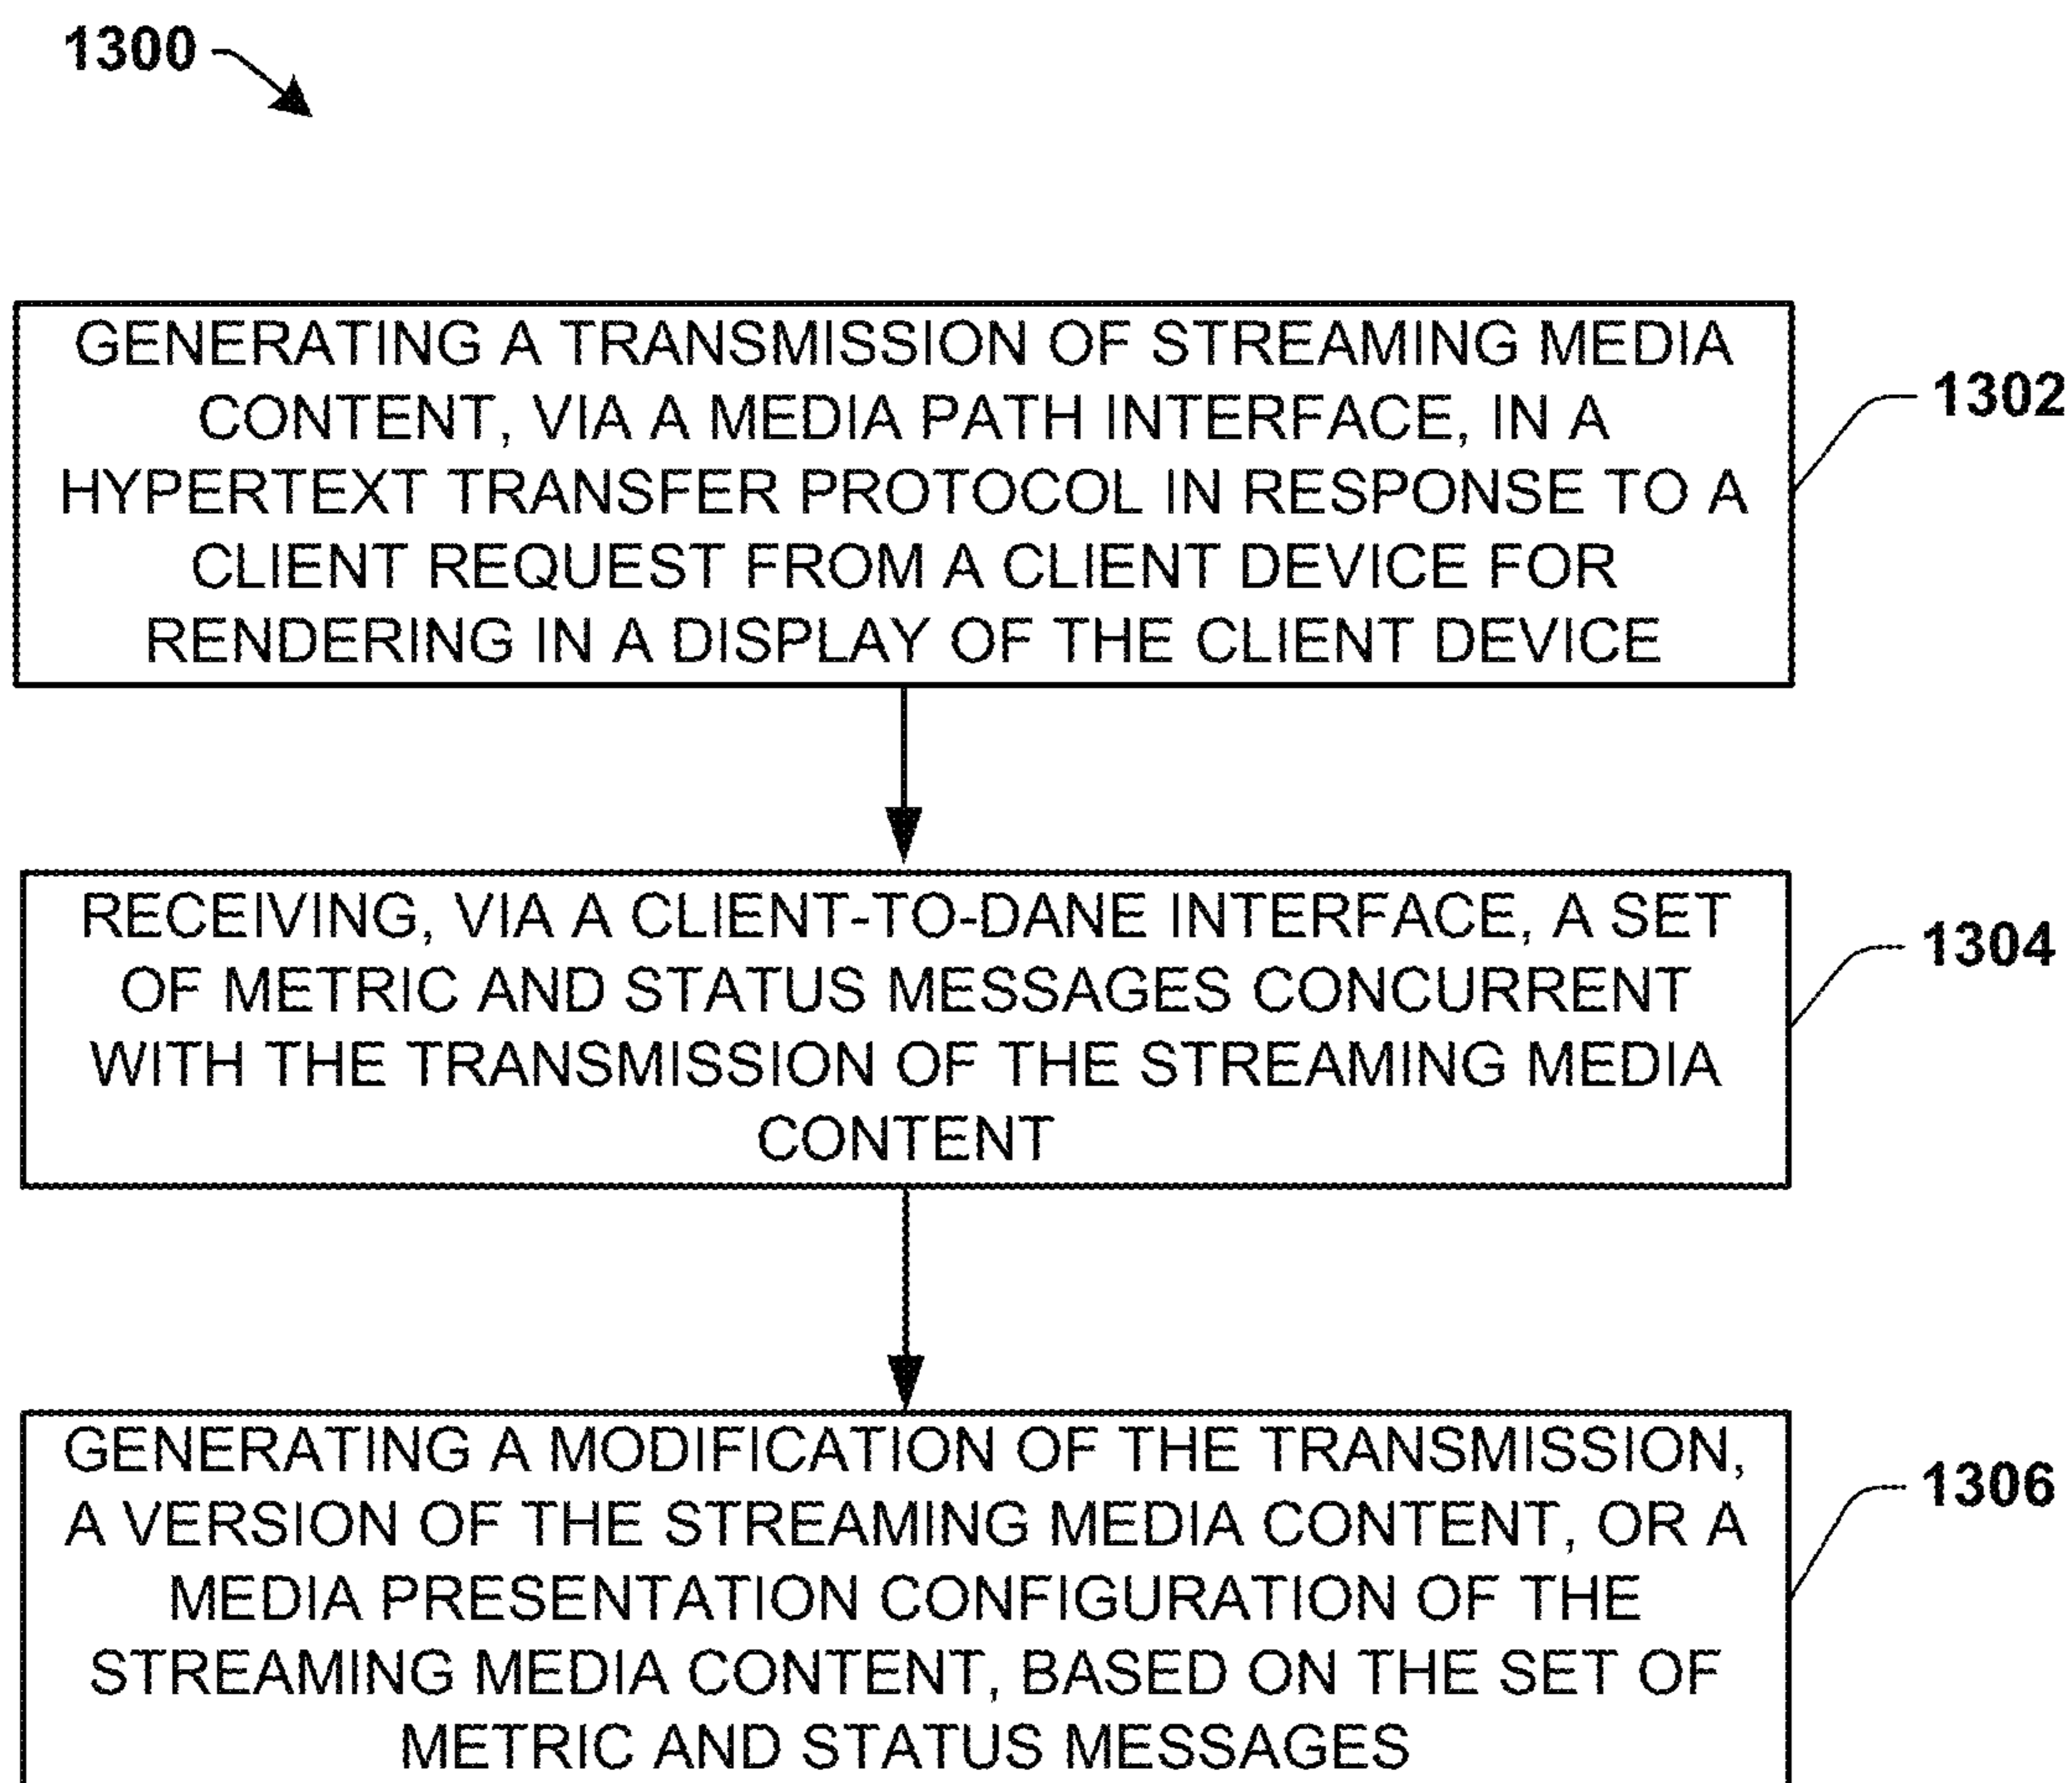 1300
GENERATING A TRANSMISSION OF STREAMING MEDIA
CONTENT, VIA A MEDIA PATH INTERFACE, IN A
HYPERTEXT TRANSFER PROTOCOL IN RESPONSE TO A
CLIENT REQUEST FROM A CLIENT DEVICE FOR
RENDERING IN A DISPLAY OF THE CLIENT DEVICE
1302
RECEIVING, VIA A CLIENT-TO-DANE INTERFACE, A SET
OF METRIC AND STATUS MESSAGES CONCURRENT
WITH THE TRANSMISSION OF THE STREAMING MEDIA
CONTENT
1304
GENERATING A MODIFICATION OF THE TRANSMISSION,
A VERSION OF THE STREAMING MEDIA CONTENT, OR A
MEDIA PRESENTATION CONFIGURATION OF THE
STREAMING MEDIA CONTENT, BASED ON THE SET OF
METRIC AND STATUS MESSAGES
1306